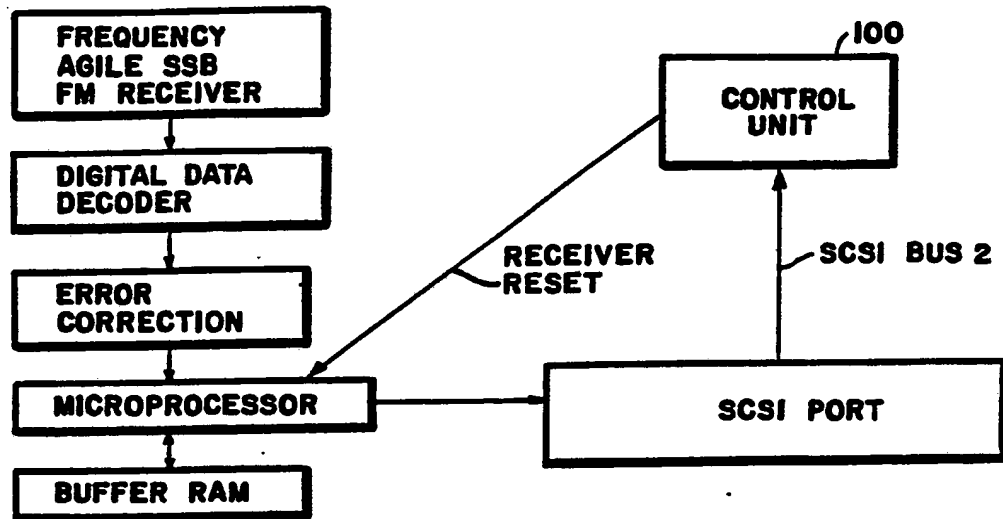 FREQUENCY
AGILE SSB
FM RECEIVER
100
CONTROL
UNIT
DIGITAL DATA
DECODER
RECEIVER
RESET
SCSI BUS 2
ERROR
CORRECTION
MICROPROCESSOR
SCSI PORT
BUFFER RAM